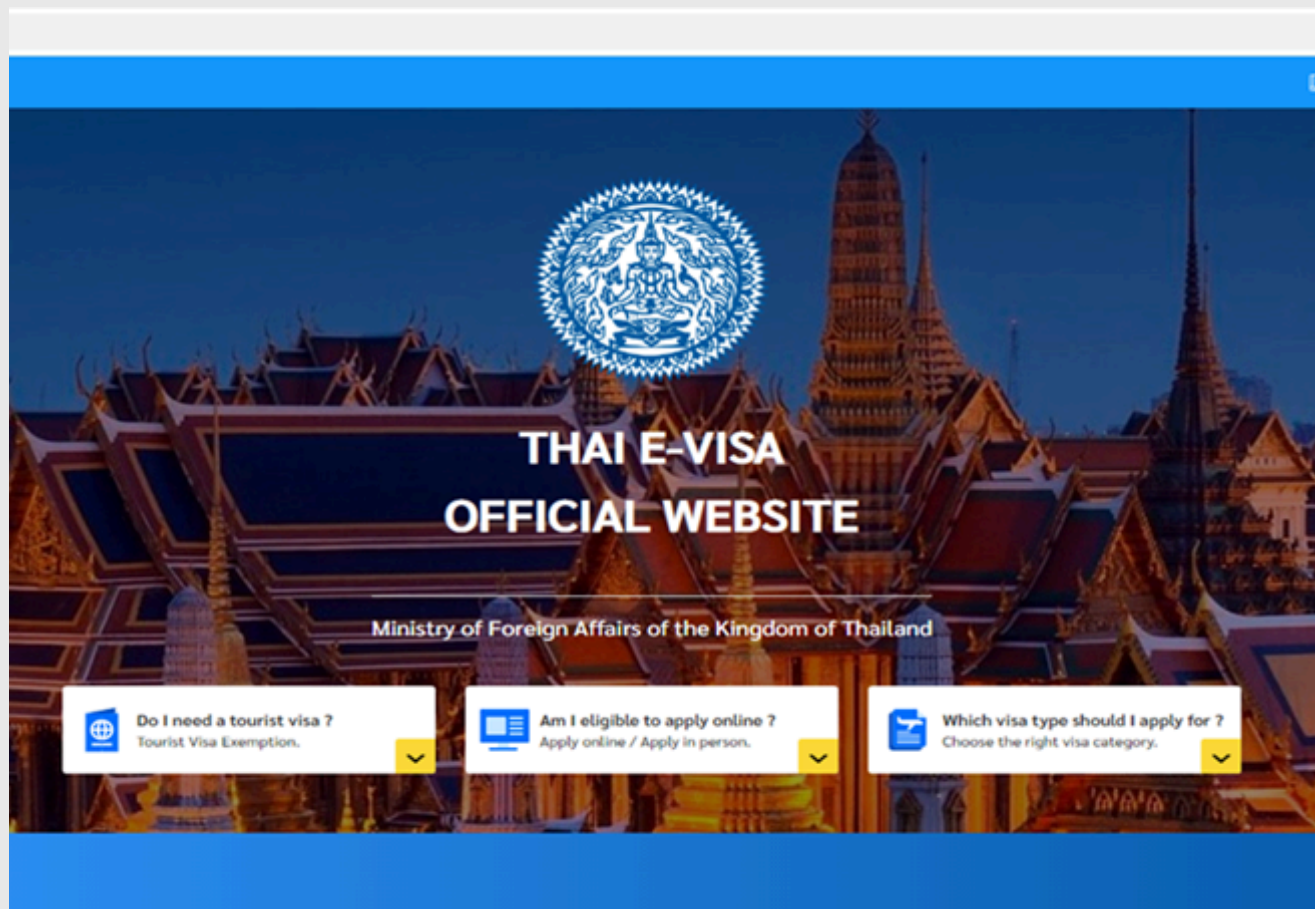 THAI E-VISA
OFFICIAL WEBSITE
Ministry of Foreign Affairs of the Kingdom of Thailand
Do I need a tourist visa ?
Tourist Visa Exemption.
Am I eligible to apply online ?
Apply online / Apply in person.
Which visa type should I apply for ?
Choose the right visa category.